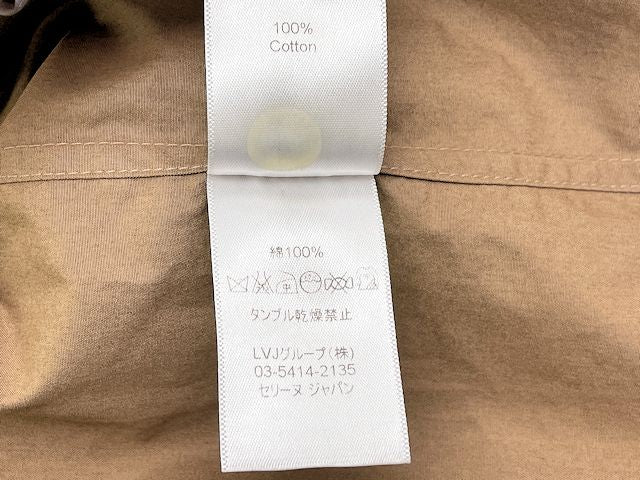 100%
Cotton
綿100%
中
タンブル乾燥禁止
LVJグループ(株)
03-5414-2135
セリーヌ ジャパン